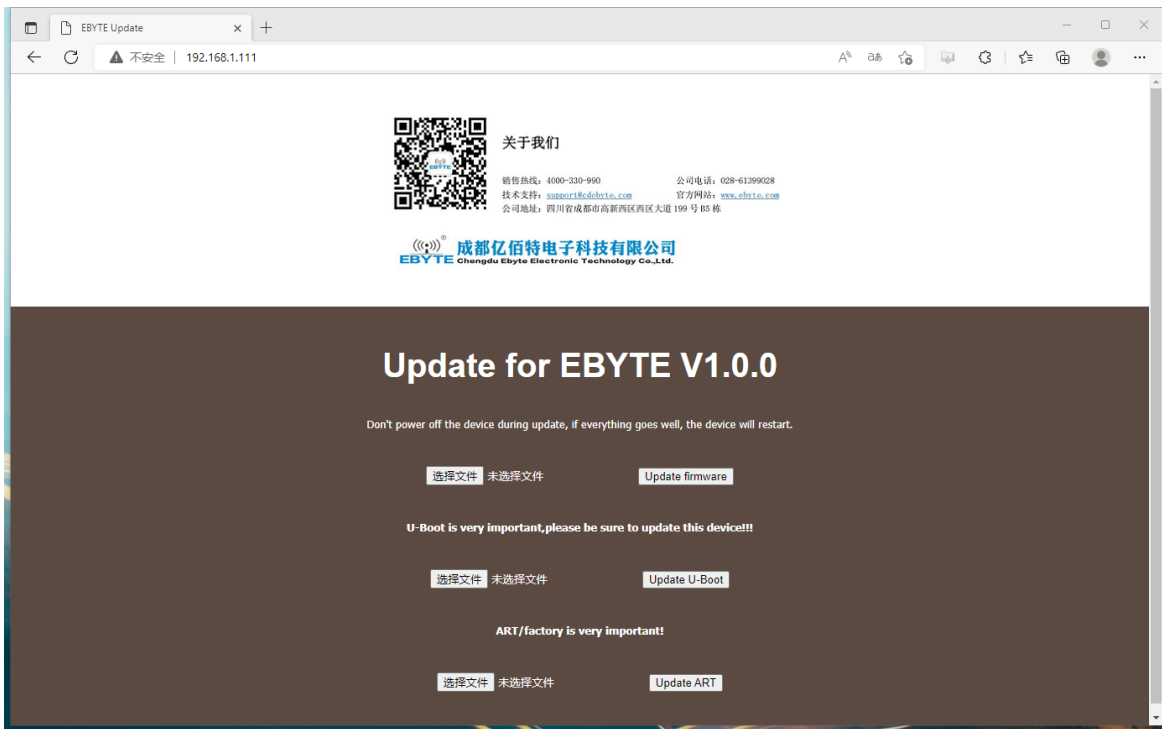 EBYTE Update
不安全 | 192.168.1.111
关于我们
销售热线：4000-330-990 公司电话：028-61399028
技术支持：support@cdebyte.com 官方网站：www.ebyte.com
公司地址：四川省成都市高新西区西区大道 199 号 B5 栋
EBYTE
((•))® 成都亿佰特电子科技有限公司
EBYTE Chengdu Ebyte Electronic Technology Co.,Ltd.
Update for EBYTE V1.0.0
Don't power off the device during update, if everything goes well, the device will restart.
选择文件 未选择文件 Update firmware
U-Boot is very important,please be sure to update this device!!!
选择文件 未选择文件 Update U-Boot
ART/factory is very important!
选择文件 未选择文件 Update ART